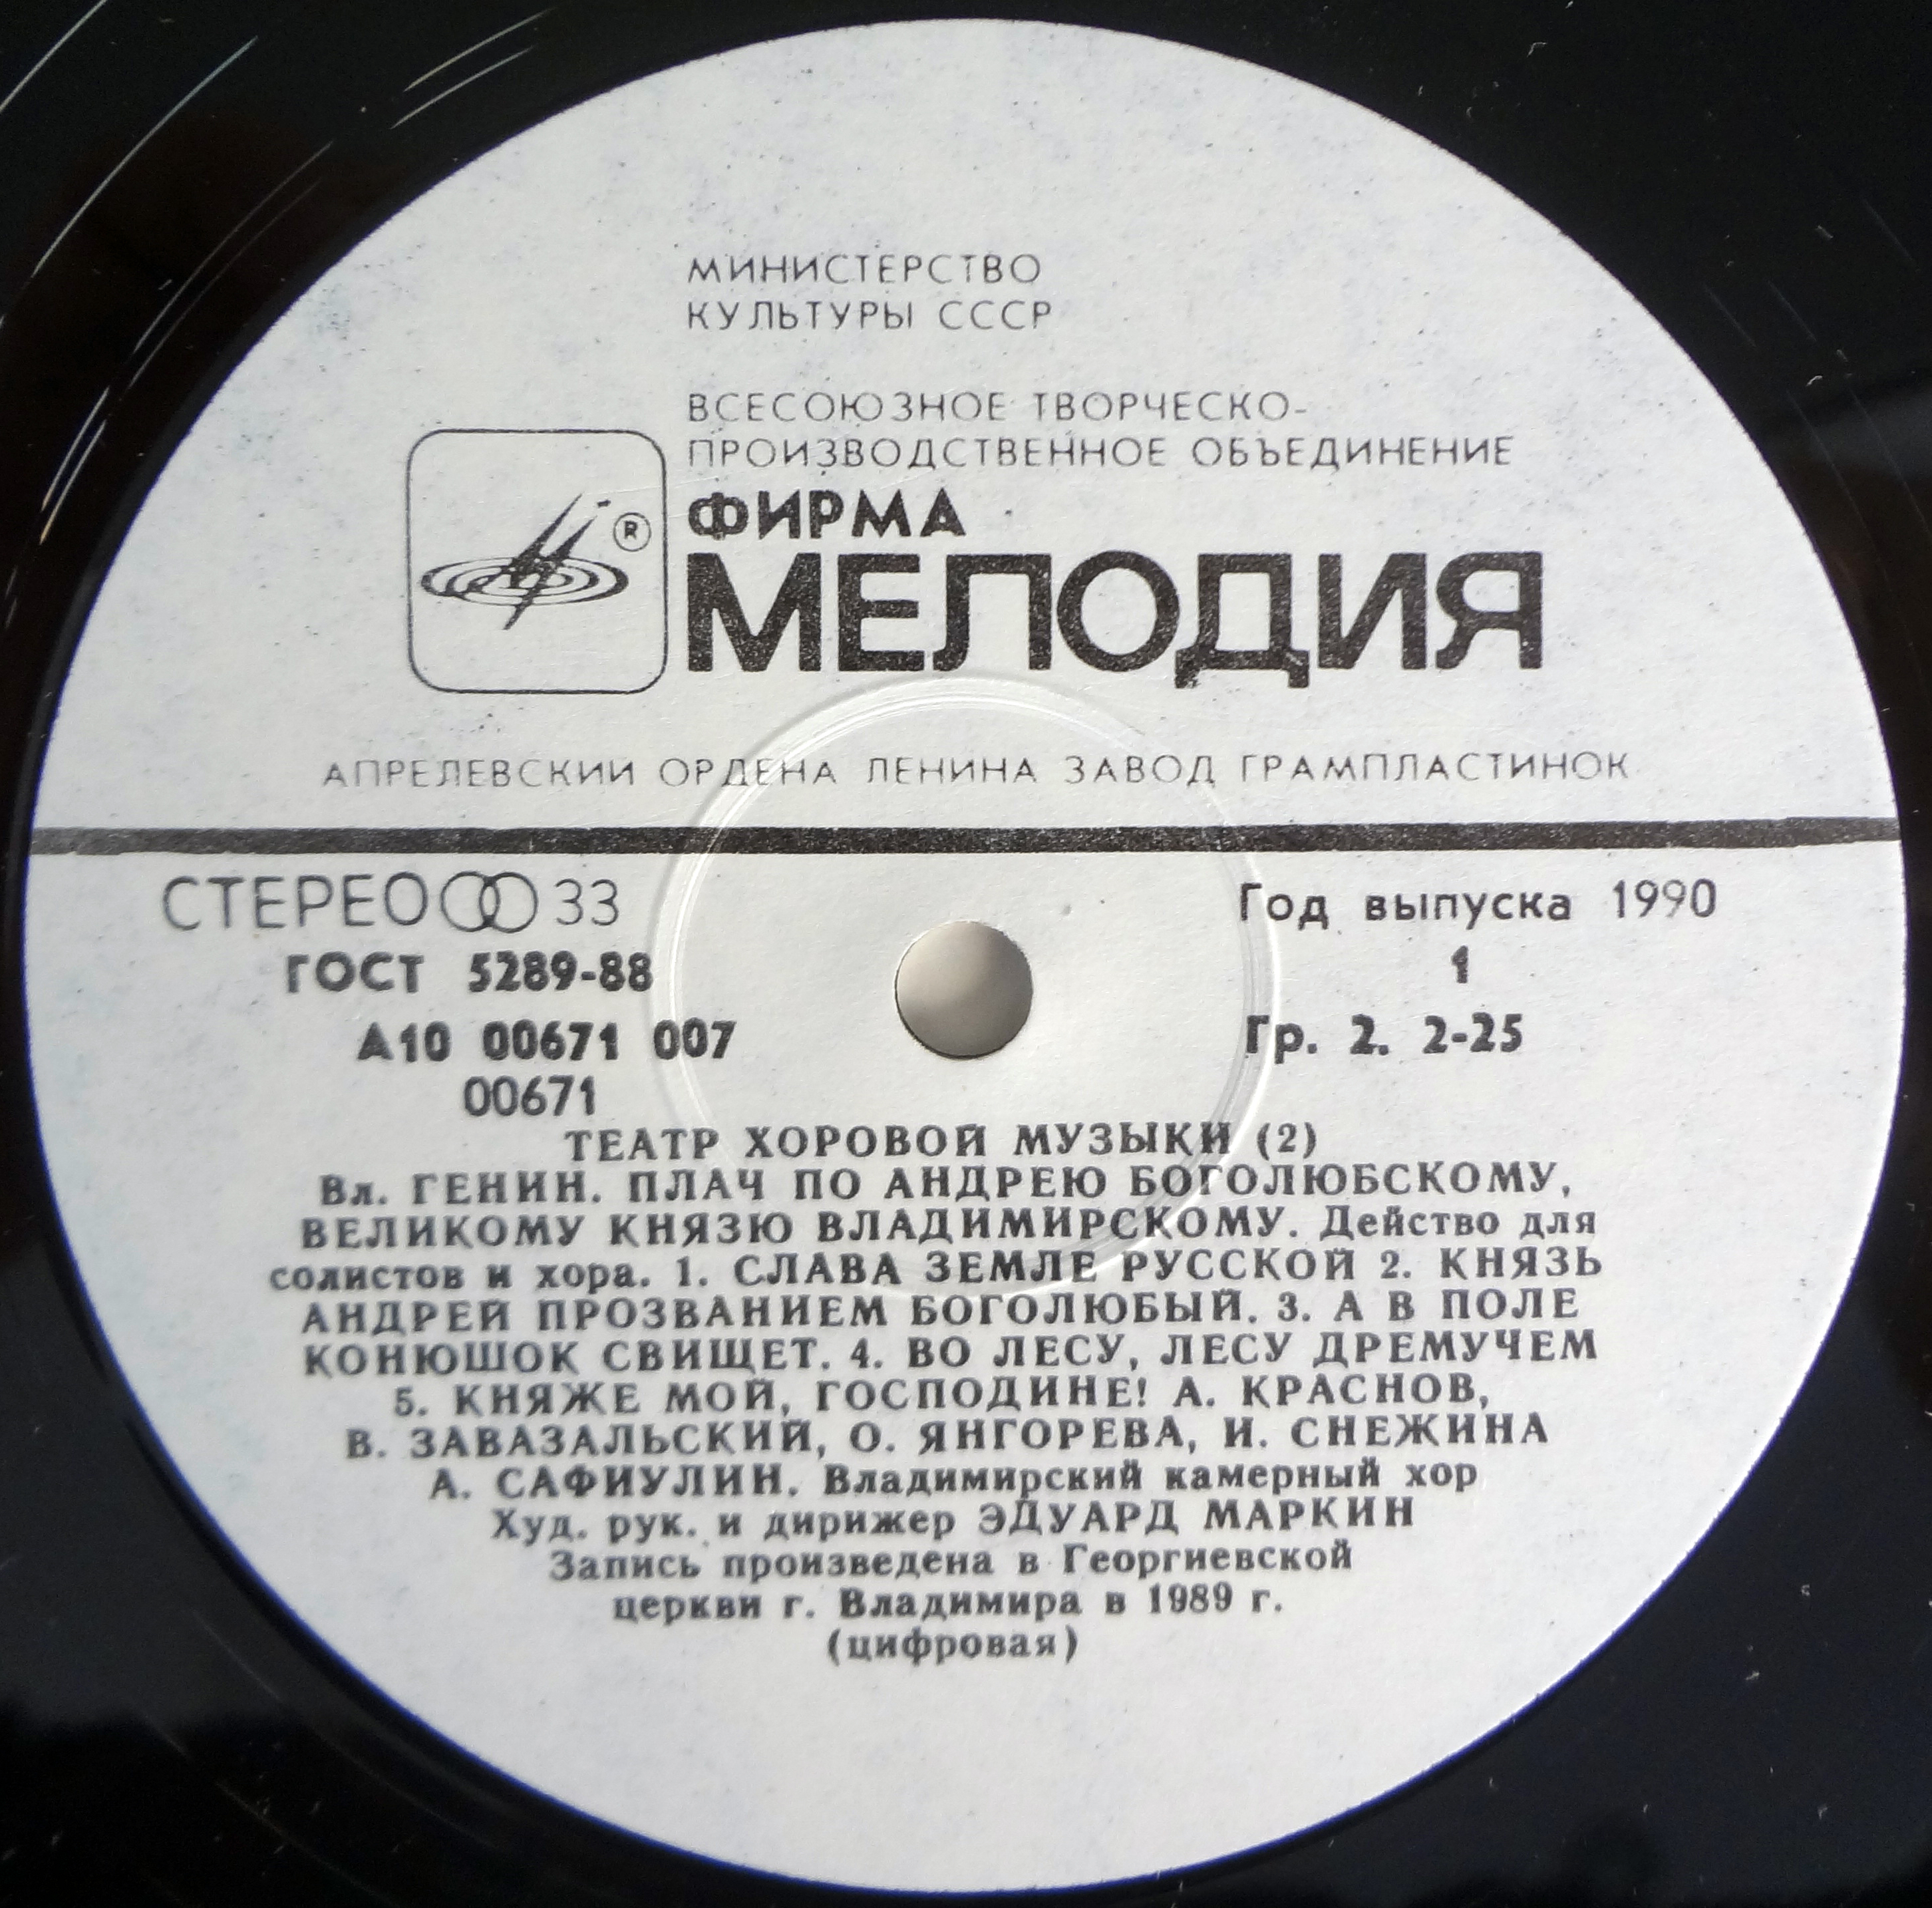 МИНИСТЕРСТВО
КУЛЬТУРЫ СССР
ВСЕСОЮЗНОЕ ТВОРЧЕСКО-
ПРОИЗВОДСТВЕННОЕ ОБЪЕДИНЕНИЕ
ФИРМА
®
МЕЛОДИЯ
АПРЕЛЕВСКИЙ ОРДЕНА ЛЕНИНА ЗАВОД ГРАМПЛАСТИНОК
СТЕРЕО 33
Год выпуска 1990
ГОСТ 5289-88
1
А10 00671 007
Гр. 2. 2-25
00671
ТЕАТР ХОРОВОЙ МУЗЫКИ (2)
Вл. ГЕНИН. ПЛАЧ ПО АНДРЕЮ БОГОЛЮБСКОМУ,
ВЕЛИКОМУ КНЯЗЮ ВЛАДИМИРСКОМУ. Действо для
солистов и хора. 1. СЛАВА ЗЕМЛЕ РУССКОЙ 2. КНЯЗЬ
АНДРЕЙ ПРОЗВАНИЕМ БОГОЛЮБЫЙ. 3. А В ПОЛЕ
КОНЮШОК СВИЩЕТ. 4. ВО ЛЕСУ, ЛЕСУ ДРЕМУЧЕМ
5. КНЯЖЕ МОЙ, ГОСПОДИНЕ! А. КРАСНОВ,
В. ЗАВАЗАЛЬСКИЙ, О. ЯНГОРЕВА, И. СНЕЖИНА
А. САФИУЛИН. Владимирский камерный хор
Худ. рук. и дирижер ЭДУАРД МАРКИН
Запись произведена в Георгиевской
церкви г. Владимира в 1989 г.
(цифровая)